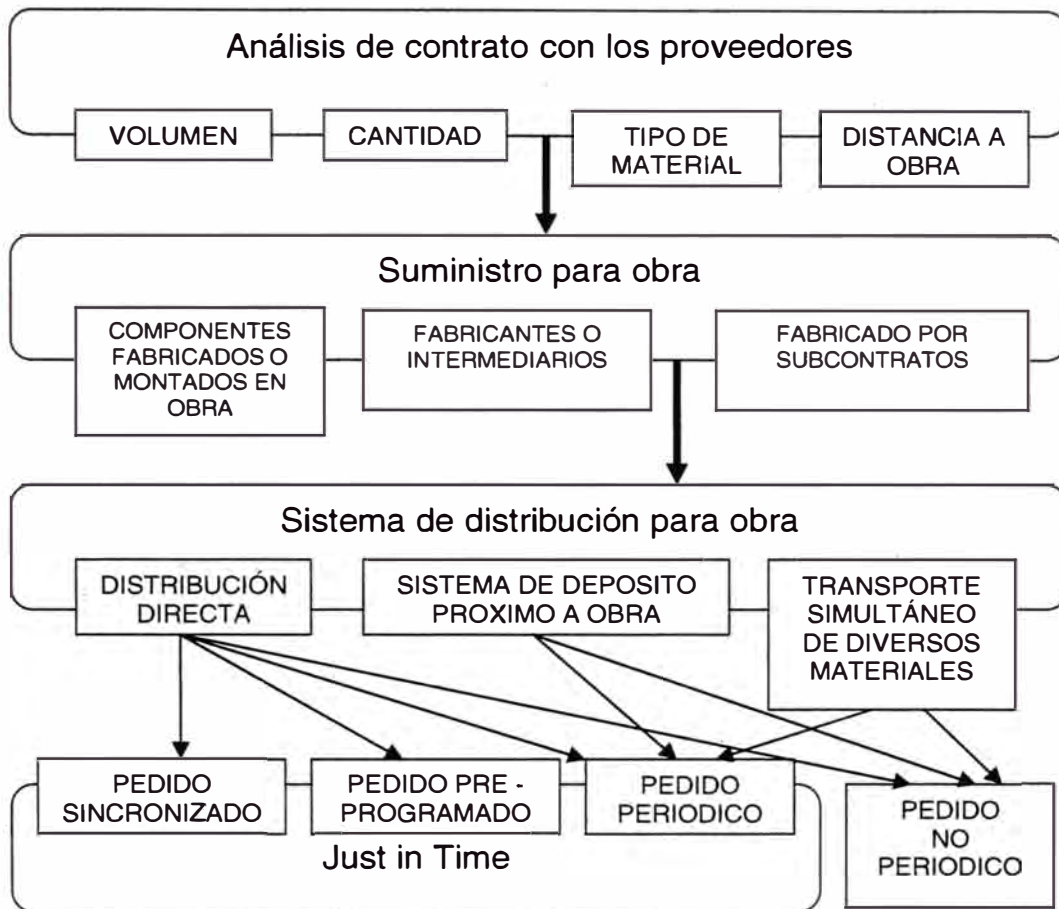 Análisis de contrato con los proveedores
VOLUMEN
CANTIDAD
TIPO DE
MATERIAL
DISTANCIA A
OBRA
Suministro para obra
COMPONENTES
FABRICADOS O
MONTADOS EN
OBRA
FABRICANTES O
INTERMEDIARIOS
FABRICADO POR
SUBCONTRATOS
Sistema de distribución para obra
DISTRIBUCIÓN
DIRECTA
SISTEMA DE DEPOSITO
PROXIMO A OBRA
TRANSPORTE
SIMULTÁNEO
DE DIVERSOS
MATERIALES
PEDIDO
SINCRONIZADO
PEDIDO PRE -
PROGRAMADO
PEDIDO
PERIODICO
PEDIDO
NO
PERIODICO
Just in Time